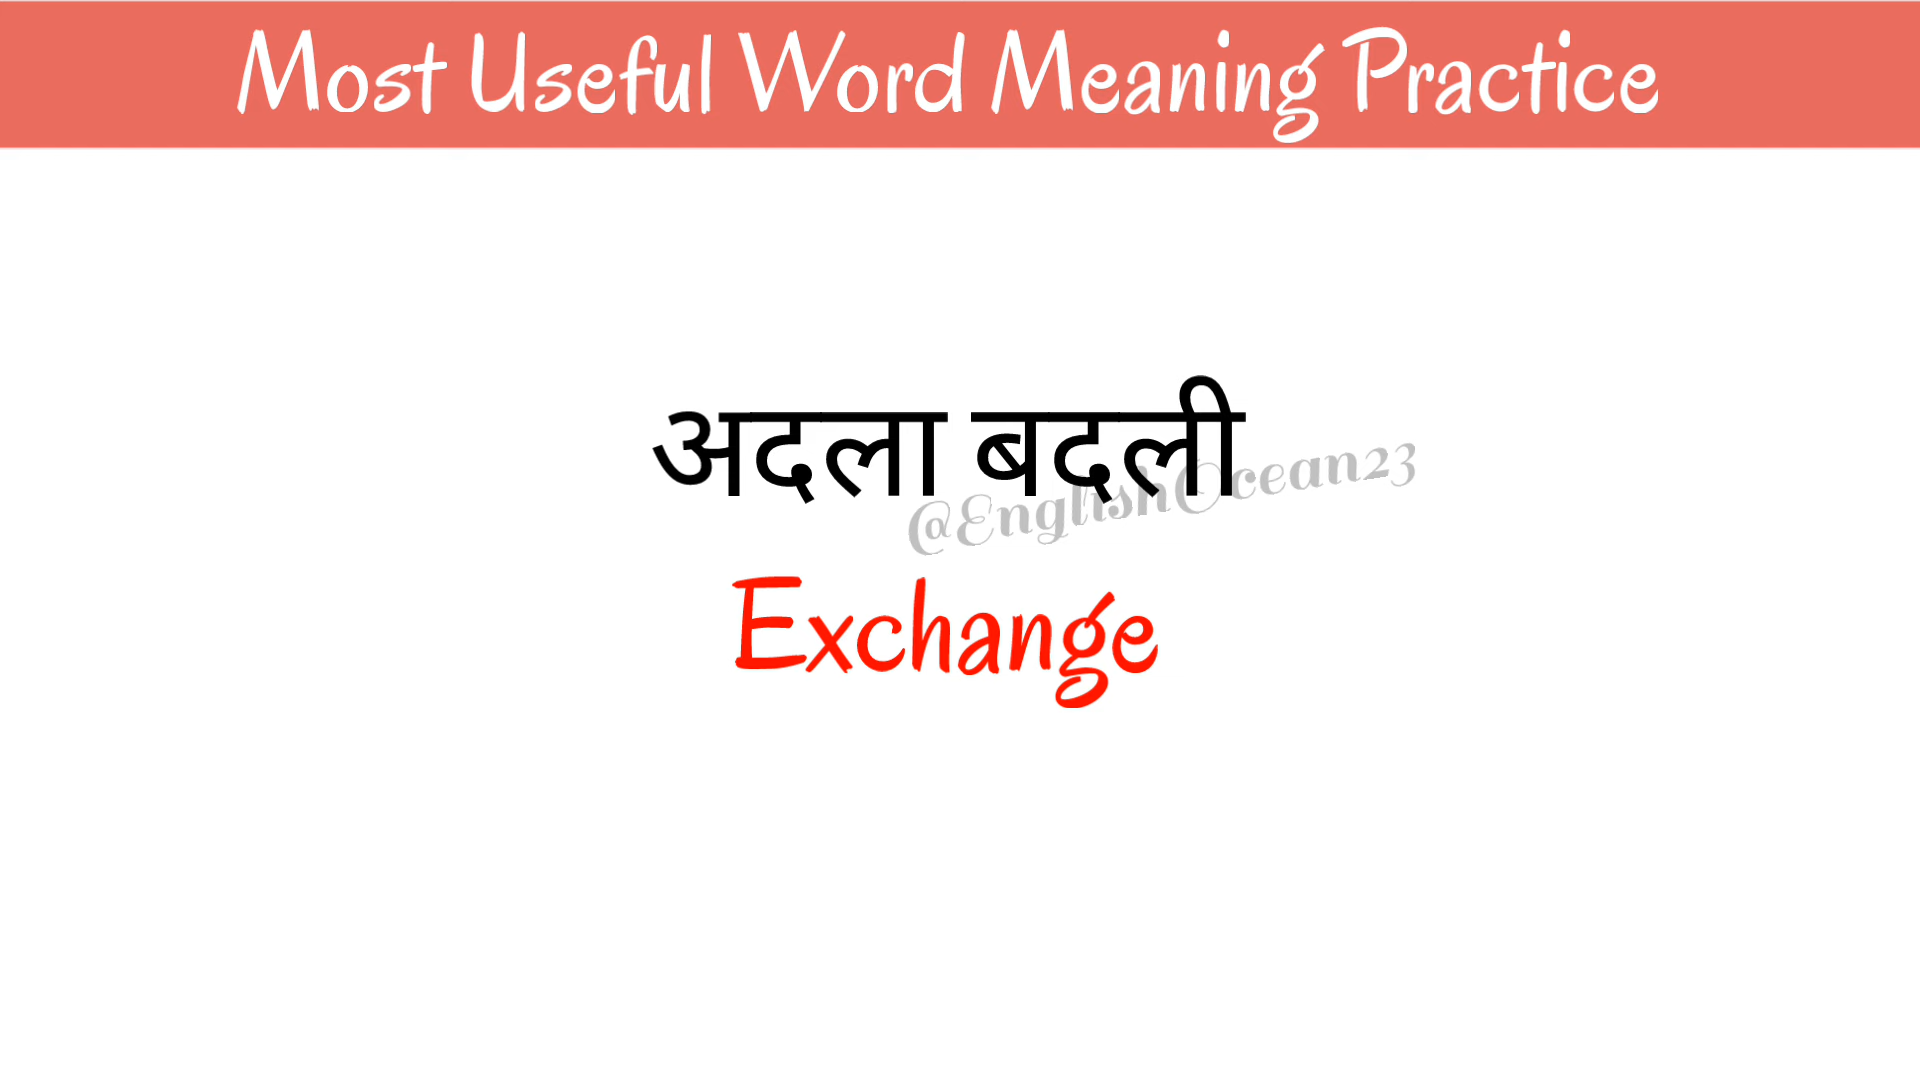 Most Useful Word Meaning Practice
अदला बदली
@EnglishOcean23
Exchange